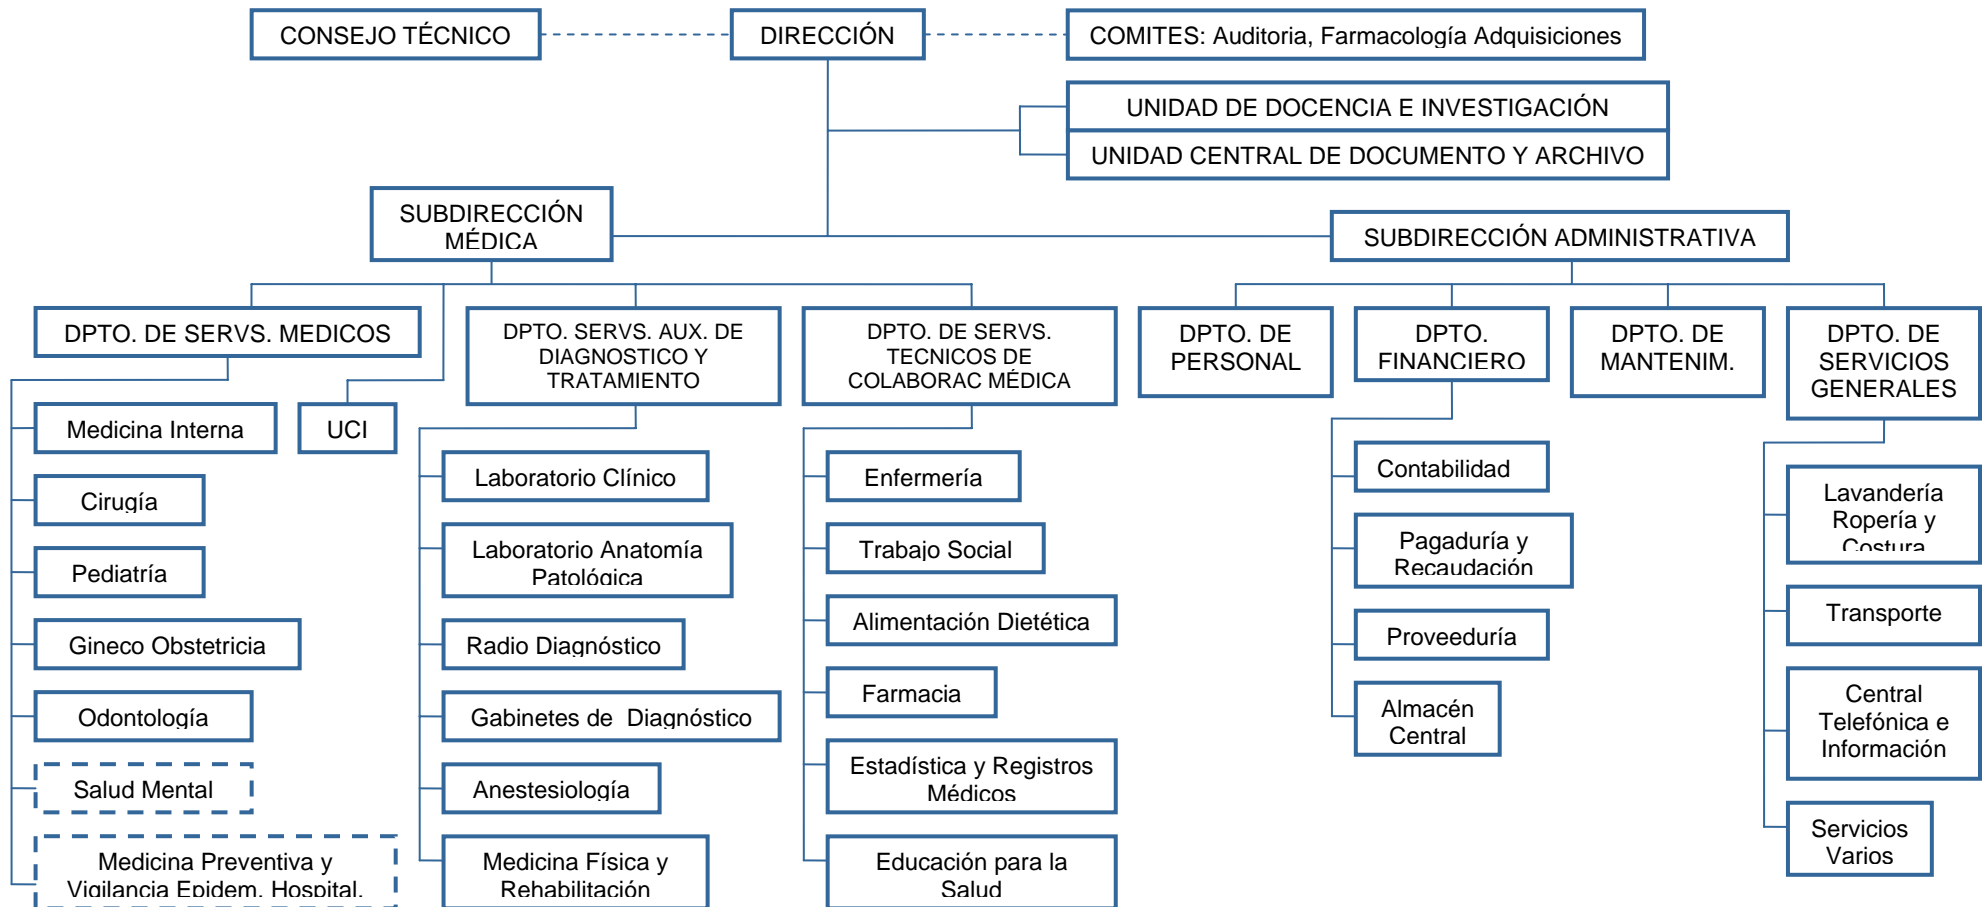 CONSEJO TÉCNICO
DIRECCIÓN
COMITES: Auditoria, Farmacología Adquisiciones
UNIDAD DE DOCENCIA E INVESTIGACIÓN
UNIDAD CENTRAL DE DOCUMENTO Y ARCHIVO
SUBDIRECCIÓN
MÉDICA
SUBDIRECCIÓN ADMINISTRATIVA
DPTO. DE SERVS. MEDICOS
DPTO. SERVS. AUX. DE
DIAGNOSTICO Y
TRATAMIENTO
DPTO. DE SERVS.
TECNICOS DE
COLABORAC MÉDICA
DPTO. DE
PERSONAL
DPTO.
FINANCIERO
DPTO. DE
MANTENIM.
DPTO. DE
SERVICIOS
GENERALES
Medicina Interna
Cirugía
Pediatría
Gineco Obstetricia
Odontología
Salud Mental
Medicina Preventiva y
Vigilancia Epidem. Hospital.
UCI
Laboratorio Clínico
Laboratorio Anatomía
Patológica
Radio Diagnóstico
Gabinetes de  Diagnóstico
Anestesiología
Medicina Física y
Rehabilitación
Enfermería
Trabajo Social
Alimentación Dietética
Farmacia
Estadística y Registros
Médicos
Educación para la
Salud
Contabilidad
Pagaduría y
Recaudación
Proveeduría
Almacén
Central
Lavandería
Ropería y
Costura
Transporte
Central
Telefónica e
Información
Servicios
Varios